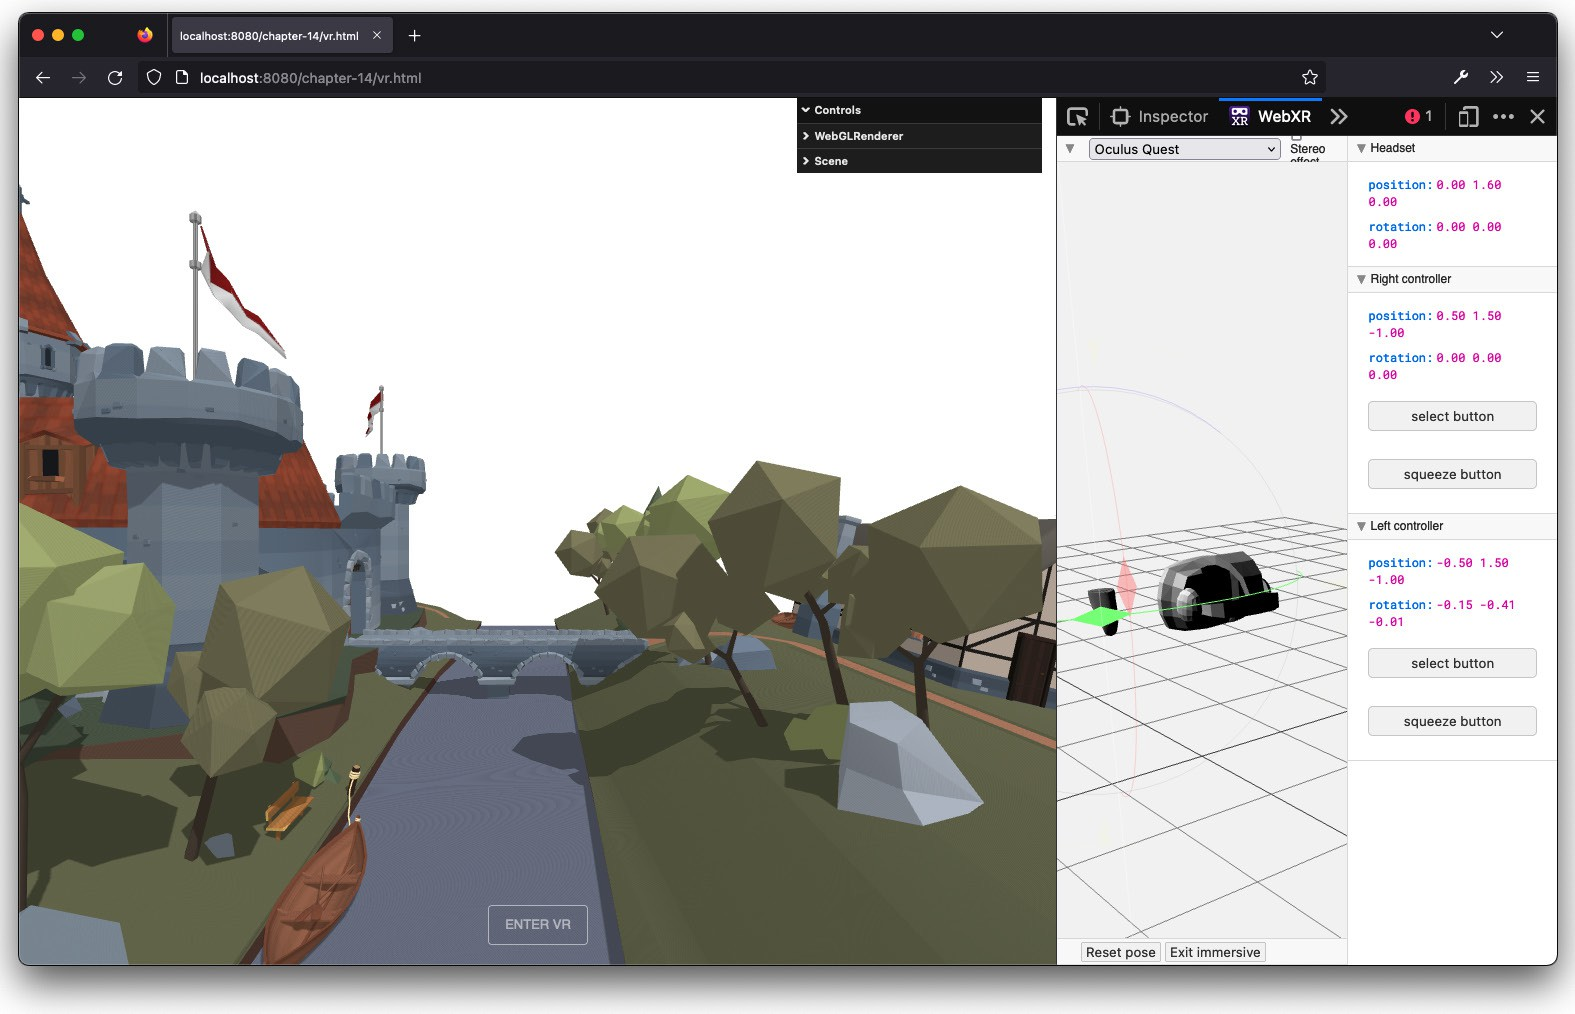 localhost:8080/chapter-14/vr.html
localhost:8080/chapter-14/vr.html
Controls
WebGLRenderer
Scene
ENTER VR
Inspector
XR
WebXR
1
Oculus Quest
Stereo
effect
Headset
position: 0.00 1.60
0.00
rotation: 0.00 0.00
0.00
Right controller
position: 0.50 1.50
-1.00
rotation: 0.00 0.00
0.00
select button
squeeze button
Left controller
position: -0.50 1.50
-1.00
rotation: -0.15 -0.41
-0.01
select button
squeeze button
Reset pose
Exit immersive